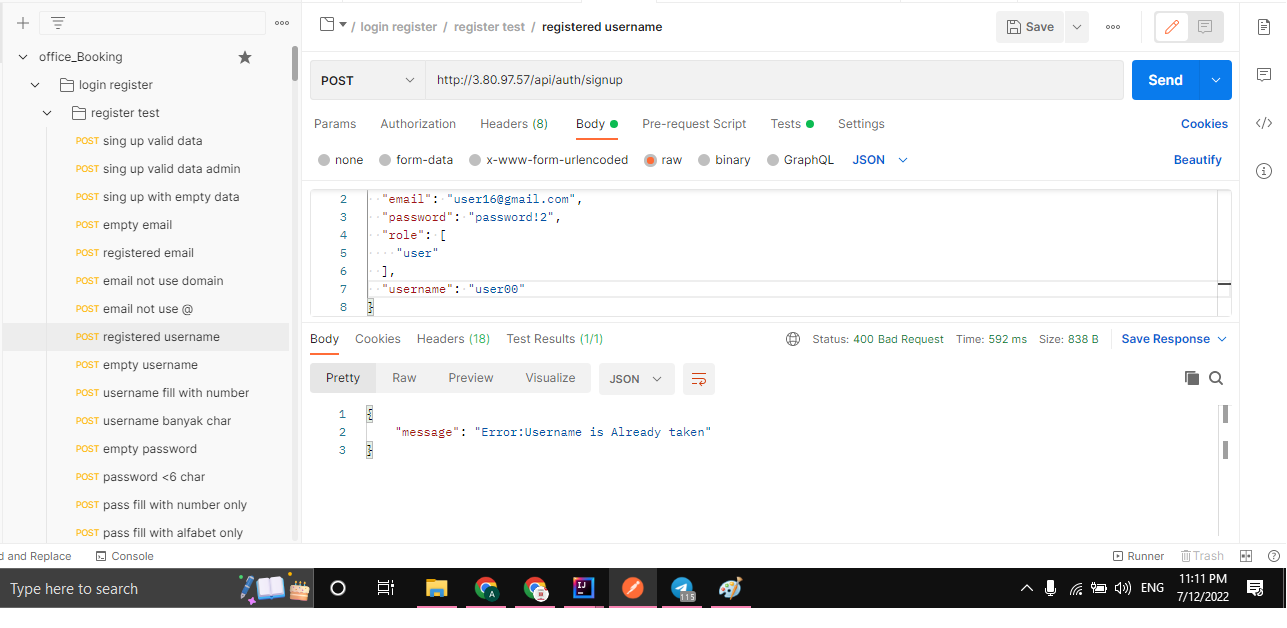 / login register / register test / registered username
Save
office_Booking
login register
register test
POST sing up valid data
POST sing up valid data admin
POST sing up with empty data
POST empty email
POST registered email
POST email not use domain
POST email not use @
POST registered username
POST empty username
POST username fill with number
POST username banyak char
POST empty password
POST password <6 char
POST pass fill with number only
POST pass fill with alfabet only
POST http://3.80.97.57/api/auth/signup Send
Params Authorization Headers (8) Body Pre-request Script Tests Settings Cookies
none form-data x-www-form-urlencoded raw binary GraphQL JSON Beautify
2 "email": "user16@gmail.com",
3 "password": "password!2",
4 "role": [
5 "user"
6 ],
7 "username": "user00"
8 }
Body Cookies Headers (18) Test Results (1/1) Status: 400 Bad Request Time: 592 ms Size: 838 B Save Response
Pretty Raw Preview Visualize JSON
1 {
2 "message": "Error:Username is Already taken"
3 }
d and Replace Console Runner Trash
Type here to search
A
IJ
115
ENG
11:11 PM
7/12/2022